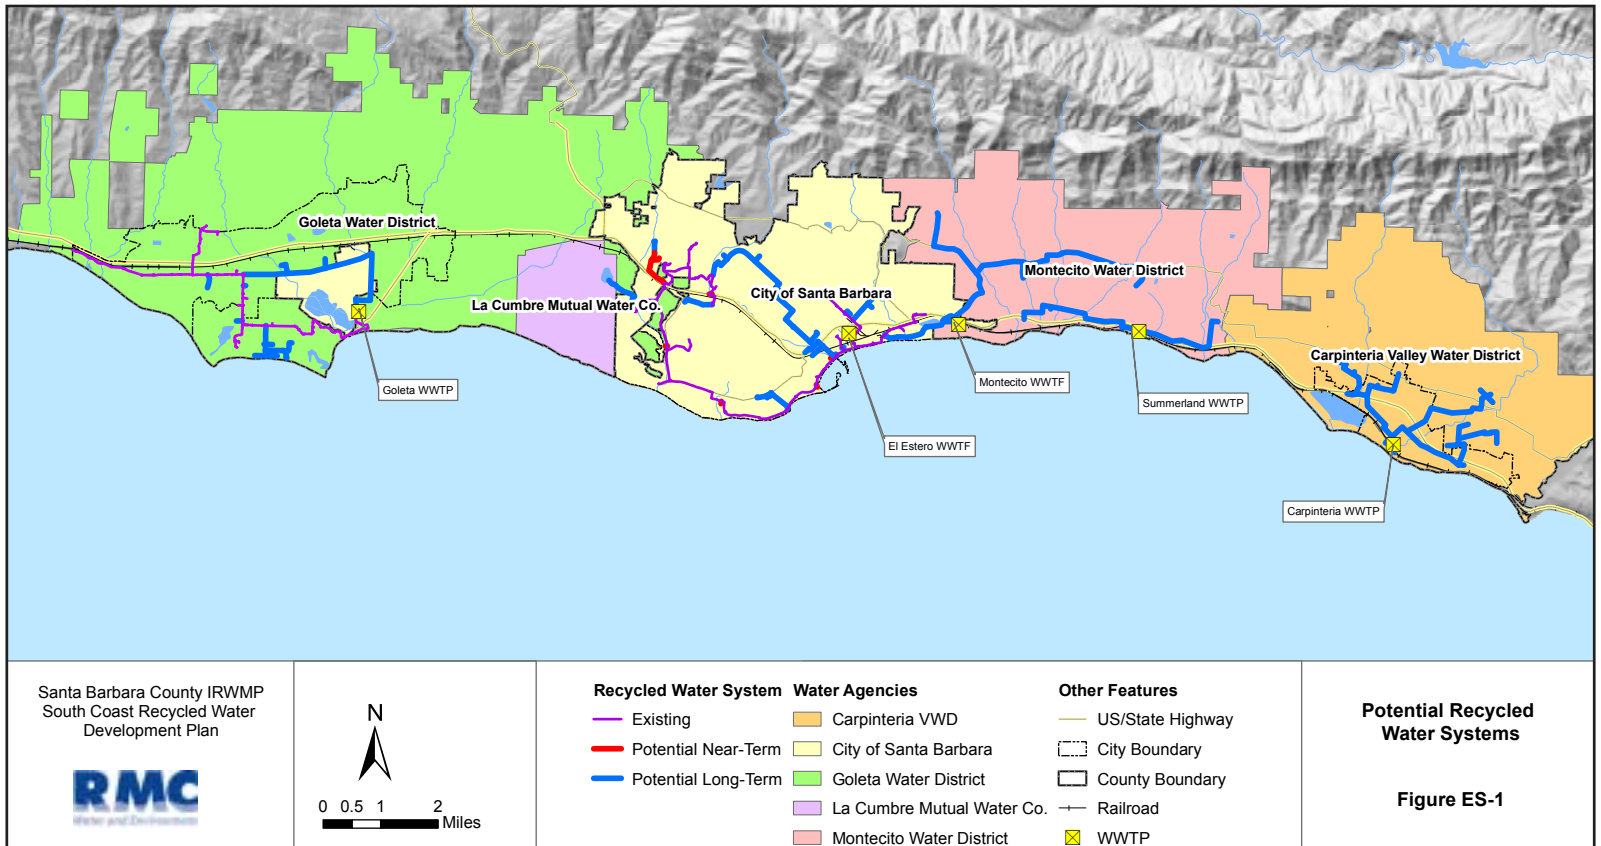 Goleta Water District
La Cumbre Mutual Water Co.
City of Santa Barbara
Montecito Water District
Carpinteria Valley Water District
Goleta WWTP
El Estero WWTF
Montecito WWTF
Summerland WWTP
Carpinteria WWTP
Santa Barbara County IRWMP
South Coast Recycled Water
Development Plan
RMC
Water and Environment
N
0 0.5 1 2
Miles
Recycled Water System
Existing
Potential Near-Term
Potential Long-Term
Water Agencies
Carpinteria VWD
City of Santa Barbara
Goleta Water District
La Cumbre Mutual Water Co.
Montecito Water District
Other Features
US/State Highway
City Boundary
County Boundary
Railroad
WWTP
Potential Recycled
Water Systems
Figure ES-1